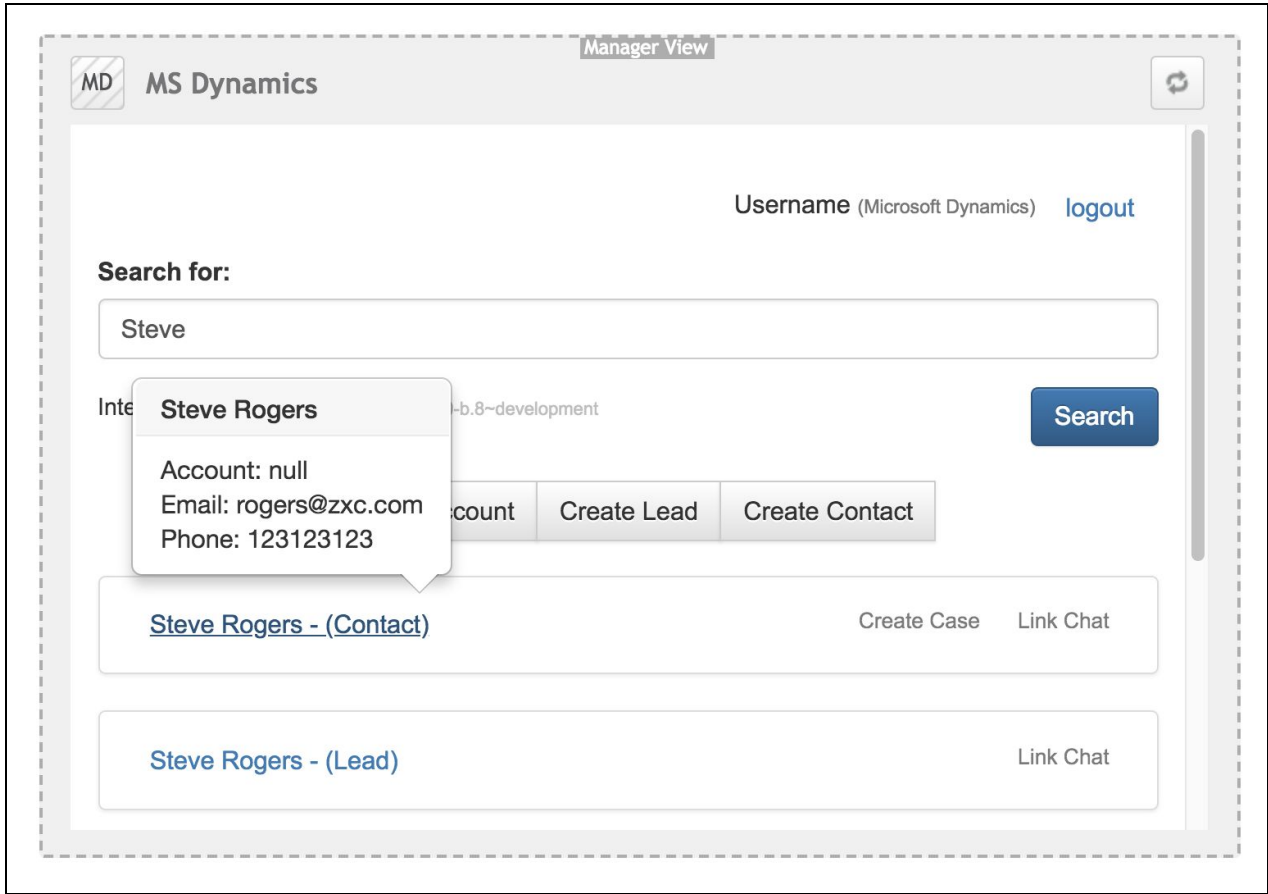 Manager View
MD MS Dynamics
Username (Microsoft Dynamics) logout
Search for:
Steve
Steve Rogers
-b.8~development
Search
Account: null
Email: rogers@zxc.com
Phone: 123123123
Create Lead
Create Contact
Steve Rogers - (Contact) Create Case Link Chat
Steve Rogers - (Lead) Link Chat